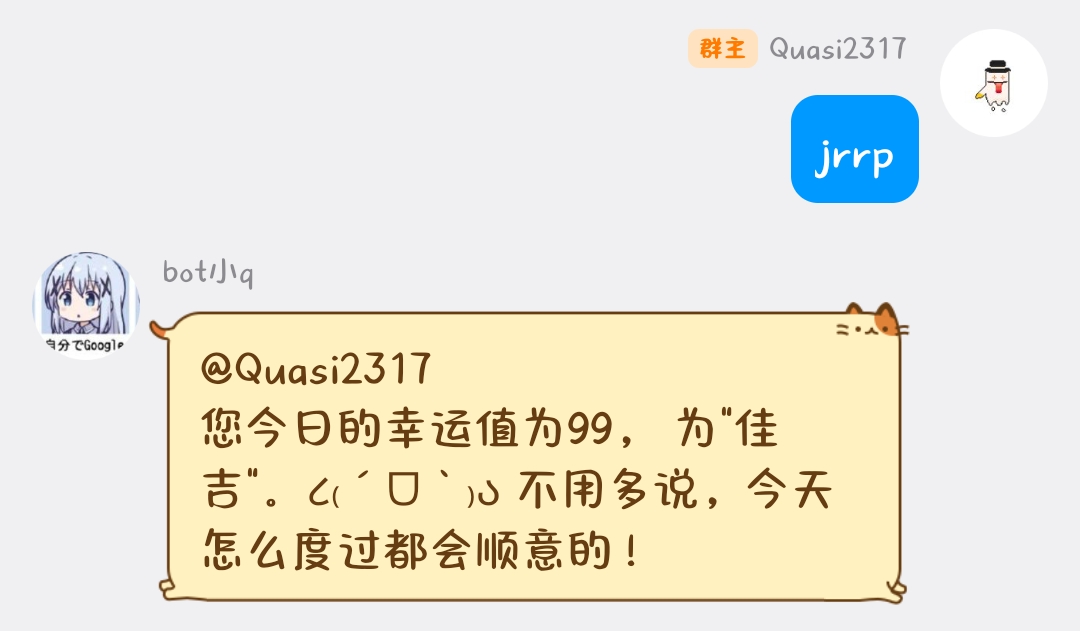 群主 Quasi2317
jrrp
bot小q
自分でGoogle
@Quasi2317
您今日的幸运值为99， 为"佳
吉"。૮(´口｀)ა 不用多说，今天
怎么度过都会顺意的！